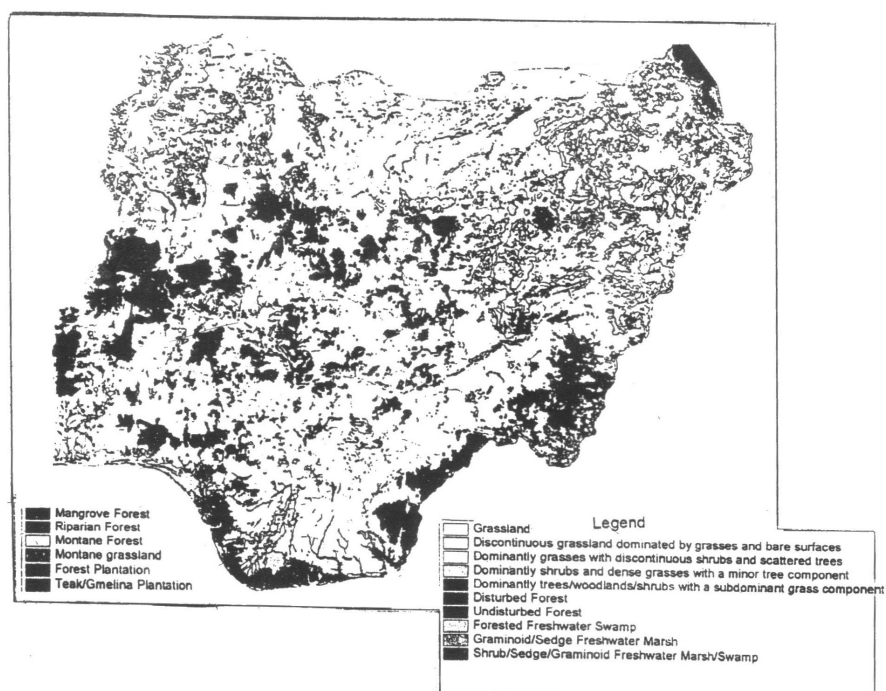 Mangrove Forest
Riparian Forest
Montane Forest
Montane grassland
Forest Plantation
Teak/Gmelina Plantation
Legend
Grassland
Discontinuous grassland dominated by grasses and bare surfaces
Dominantly grasses with discontinuous shrubs and scattered trees
Dominantly shrubs and dense grasses with a minor tree component
Dominantly trees/woodlands/shrubs with a subdominant grass component
Disturbed Forest
Undisturbed Forest
Forested Freshwater Swamp
Graminoid/Sedge Freshwater Marsh
Shrub/Sedge/Graminoid Freshwater Marsh/Swamp